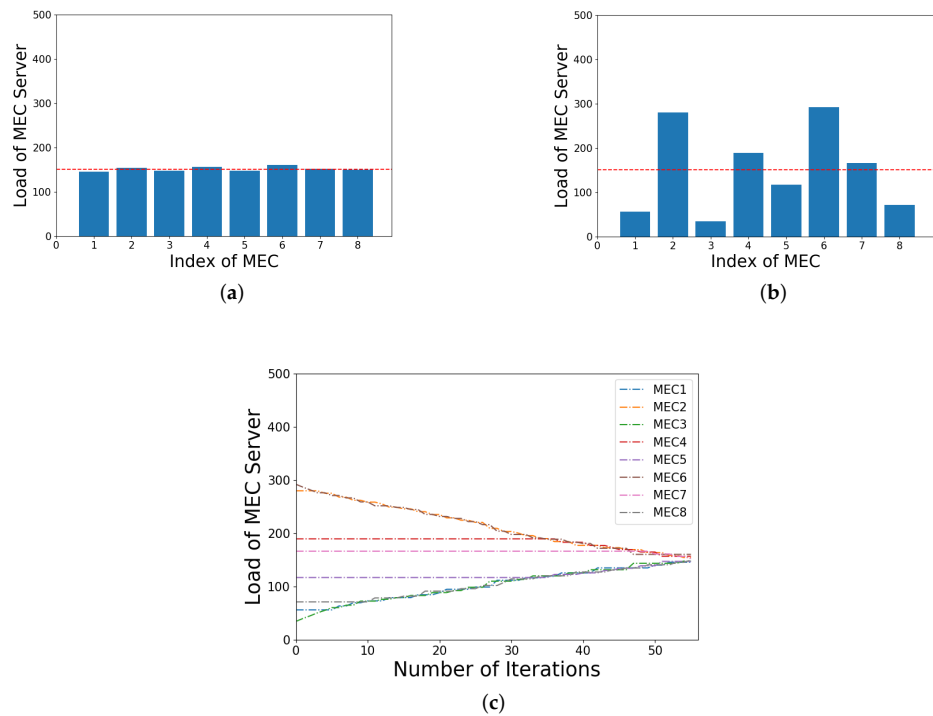 500
400
300
200
100
0
Load of MEC Server
0 1 2 3 4 5 6 7 8
Index of MEC
(a)
500
400
300
200
100
0
Load of MEC Server
0 1 2 3 4 5 6 7 8
Index of MEC
(b)
500
400
300
200
100
0
Load of MEC Server
MEC1
MEC2
MEC3
MEC4
MEC5
MEC6
MEC7
MEC8
0 10 20 30 40 50
Number of Iterations
(c)